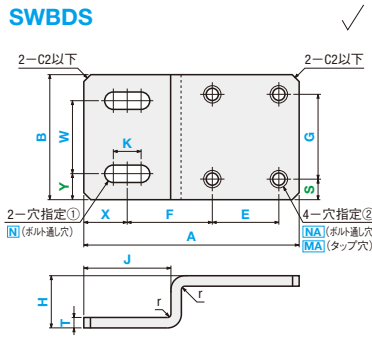 SWBDS
2－C2以下
2－C2以下
B
W
Y
K
G
S
2－穴指定①
N（ボルト通し穴）
X
F
E
4－穴指定②
NA（ボルト通し穴）
MA（タップ穴）
A
J
H
T
r
r